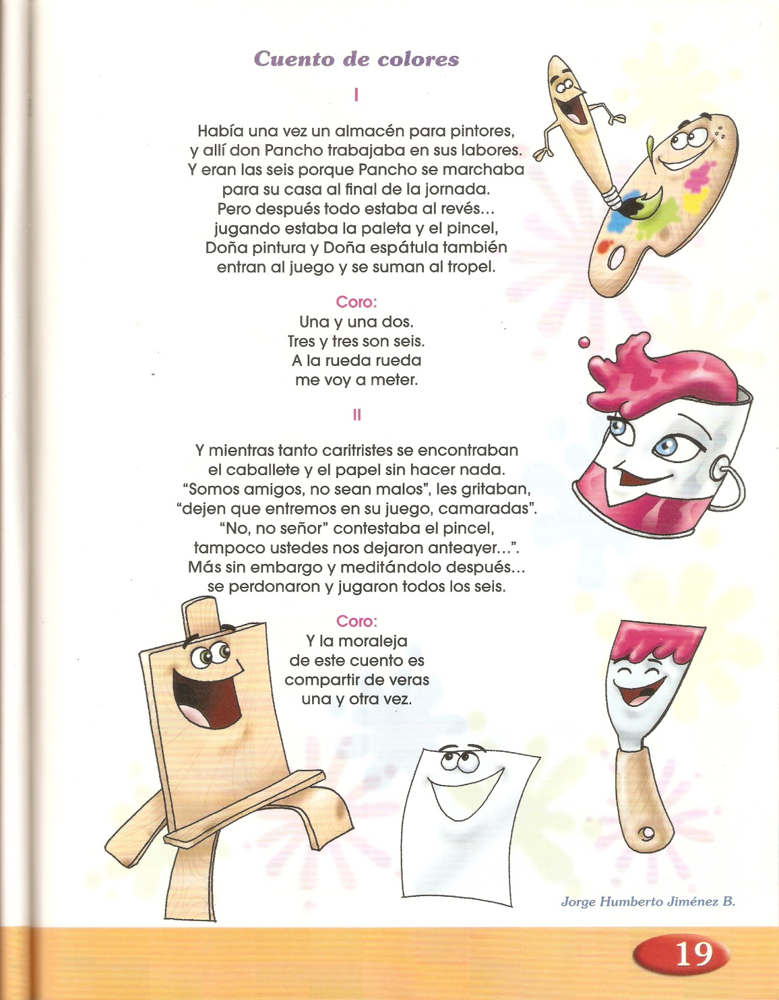 Cuento de colores
I
Había una vez un almacén para pintores,
y allí don Pancho trabajaba en sus labores.
Y eran las seis porque Pancho se marchaba
para su casa al final de la jornada.
Pero después todo estaba al revés...
jugando estaba la paleta y el pincel,
Doña pintura y Doña espátula también
entran al juego y se suman al tropel.
Coro:
Una y una dos.
Tres y tres son seis.
A la rueda rueda
me voy a meter.
II
Y mientras tanto caritristes se encontraban
el caballete y el papel sin hacer nada.
“Somos amigos, no sean malos”, les gritaban,
“dejen que entremos en su juego, camaradas”.
“No, no señor” contestaba el pincel,
tampoco ustedes nos dejaron anteayer...”.
Más sin embargo y meditándolo después...
se perdonaron y jugaron todos los seis.
Coro:
Y la moraleja
de este cuento es
compartir de veras
una y otra vez.
Jorge Humberto Jiménez B.
19